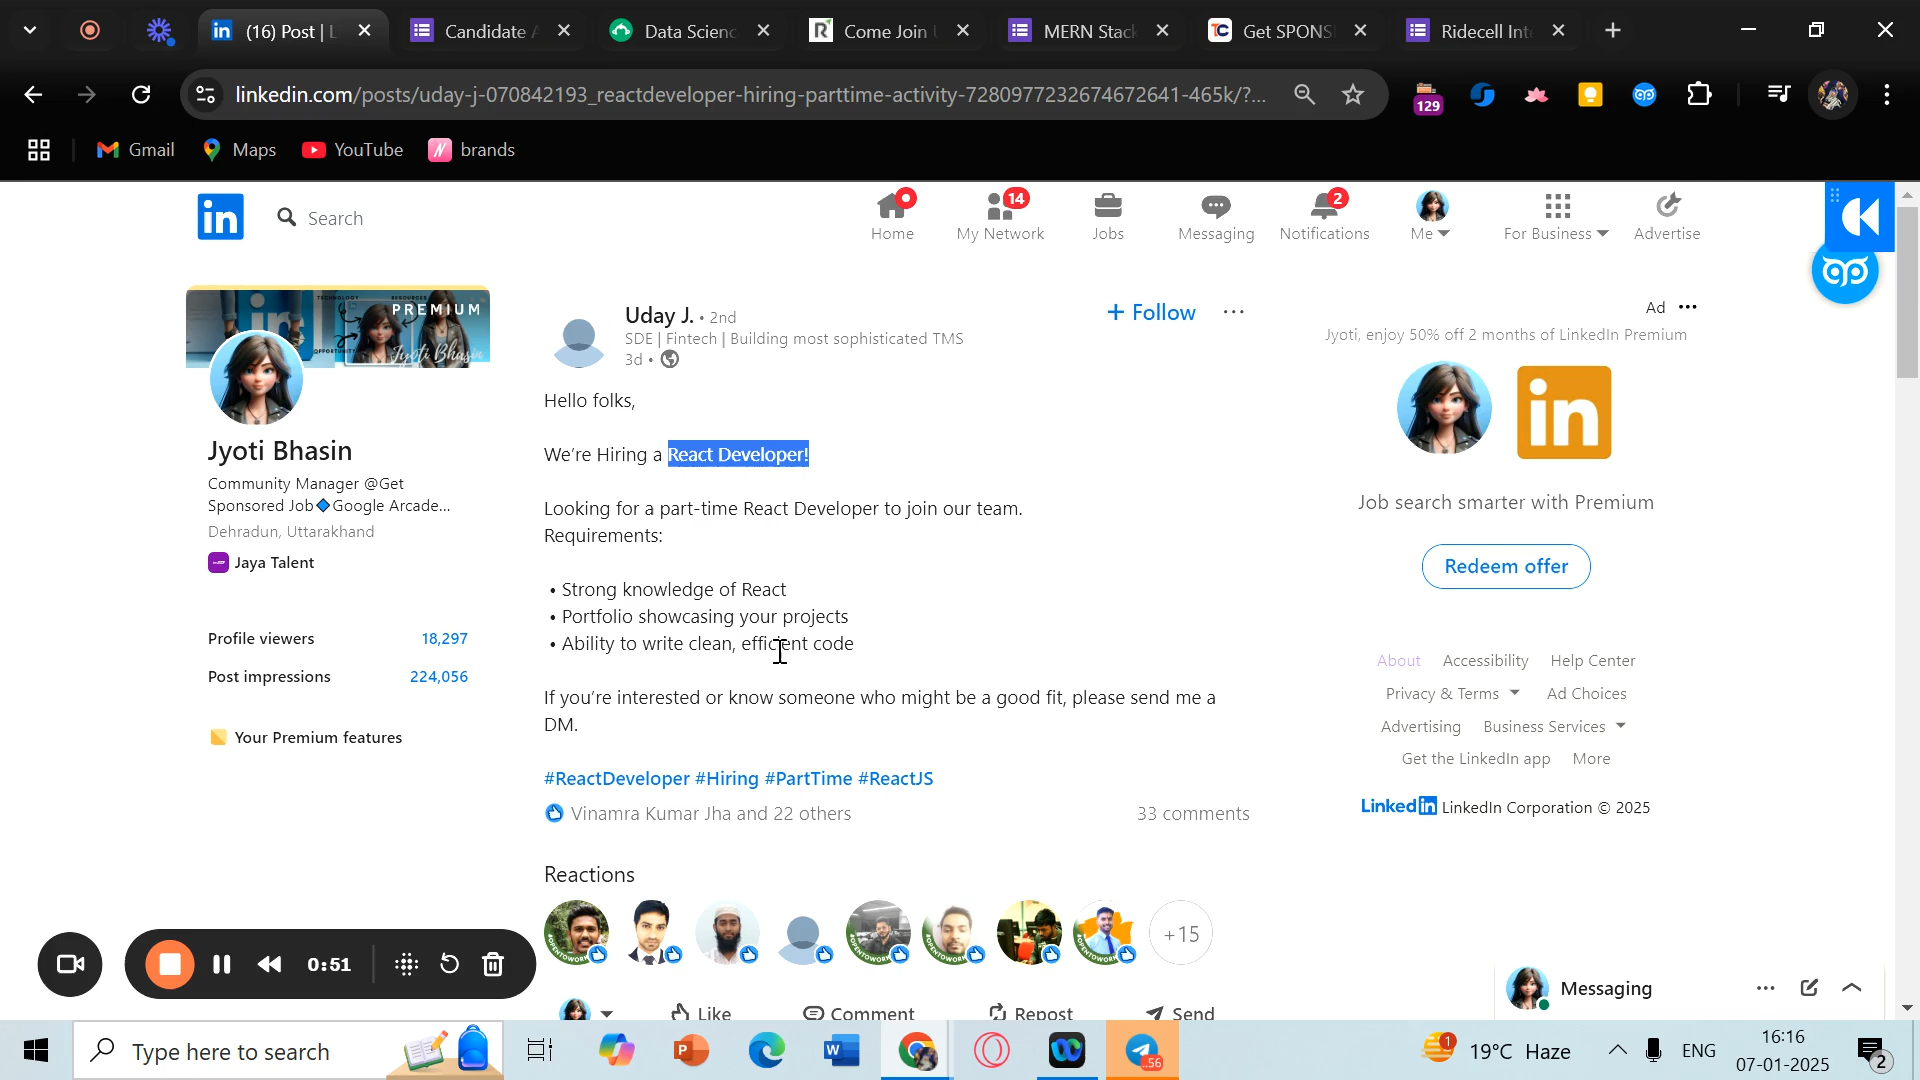 (16) Post | L
Candidate A
Data Scienc
Come Join U
MERN Stack
Get SPONS
Ridecell Inte
linkedin.com/posts/uday-j-070842193_reactdeveloper-hiring-parttime-activity-7280977232674672641-465k/?...
129
Gmail
Maps
YouTube
brands
in
Search
Home
14
My Network
Jobs
Messaging
2
Notifications
Me
For Business
Advertise
PREMIUM
Jyoti Bhasin
Jyoti Bhasin
Community Manager @Get
Sponsored Job🔷Google Arcade...
Dehradun, Uttarakhand
Jaya Talent
Profile viewers 18,297
Post impressions 224,056
Your Premium features
Uday J. • 2nd
SDE | Fintech | Building most sophisticated TMS
3d •
+ Follow
Hello folks,
We're Hiring a React Developer!
Looking for a part-time React Developer to join our team.
Requirements:
• Strong knowledge of React
• Portfolio showcasing your projects
• Ability to write clean, efficient code
If you're interested or know someone who might be a good fit, please send me a
DM.
#ReactDeveloper #Hiring #PartTime #ReactJS
Vinamra Kumar Jha and 22 others
33 comments
Reactions
+15
Like
Comment
Repost
Send
Ad
Jyoti, enjoy 50% off 2 months of LinkedIn Premium
in
Job search smarter with Premium
Redeem offer
About Accessibility Help Center
Privacy & Terms Ad Choices
Advertising Business Services
Get the LinkedIn app More
LinkedIn LinkedIn Corporation © 2025
0:51
Messaging
Type here to search
56
1
19°C Haze
ENG
16:16
07-01-2025
2